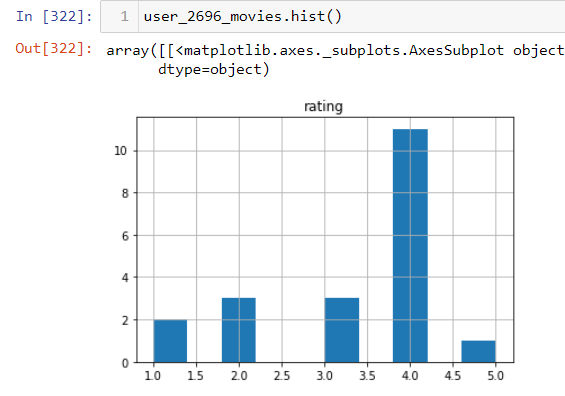 In [322]: 1 user_2696_movies.hist()
Out[322]: array([[<matplotlib.axes._subplots.AxesSubplot object
dtype=object)
rating
10
8
6
4
2
0
1.0 1.5 2.0 2.5 3.0 3.5 4.0 4.5 5.0